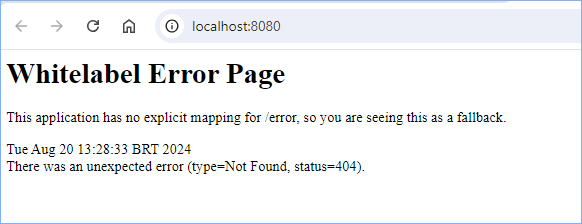 localhost:8080
Whitelabel Error Page
This application has no explicit mapping for /error, so you are seeing this as a fallback.
Tue Aug 20 13:28:33 BRT 2024
There was an unexpected error (type=Not Found, status=404).